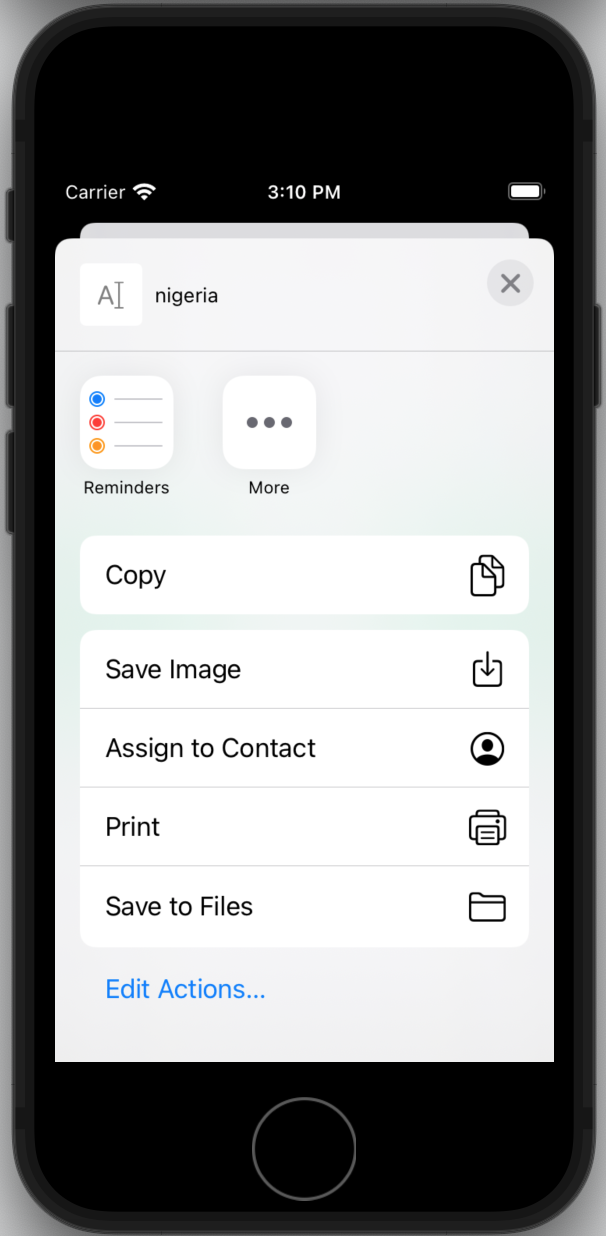 Carrier 3:10 PM
A nigeria
Reminders More
Copy
Save Image
Assign to Contact
Print
Save to Files
Edit Actions...